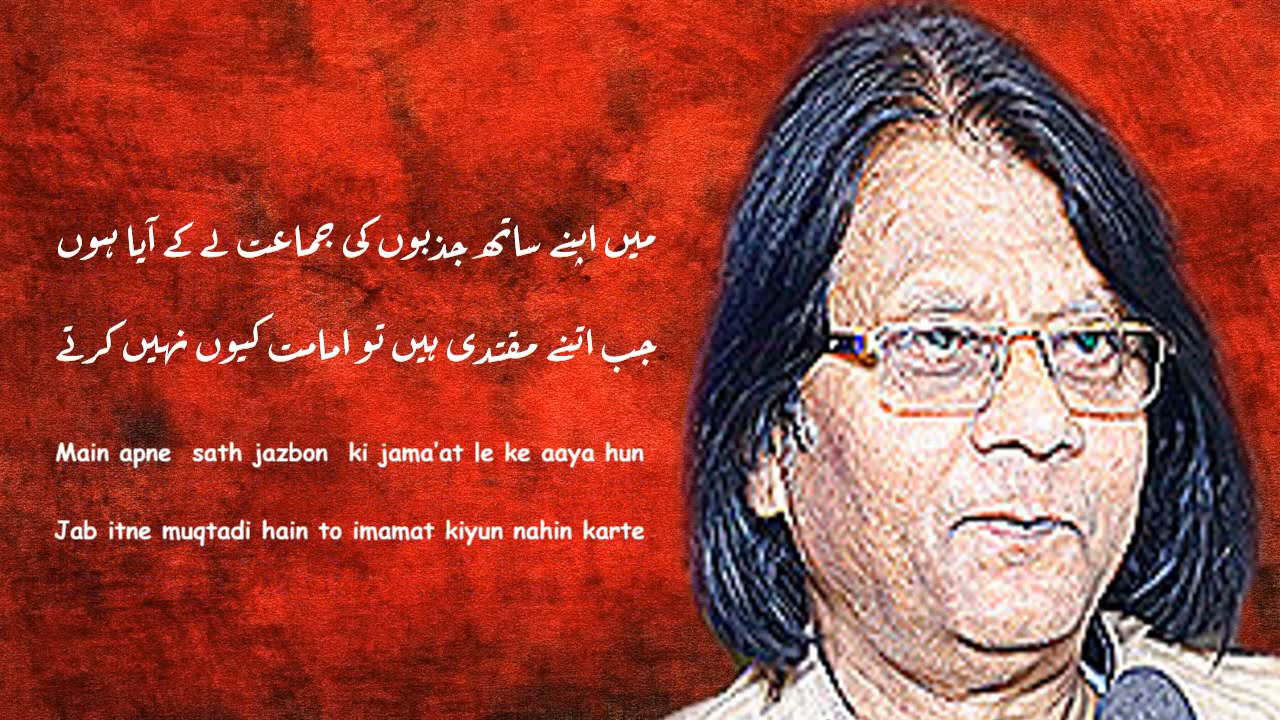 میں اپنے ساتھ جذبوں کی جماعت لے کے آیا ہوں
جب اتنے مقتدی ہیں تو امامت کیوں نہیں کرتے
Main apne sath jazbon ki jama’at le ke aaya hun
Jab itne muqtadi hain to imamat kiyun nahin karte